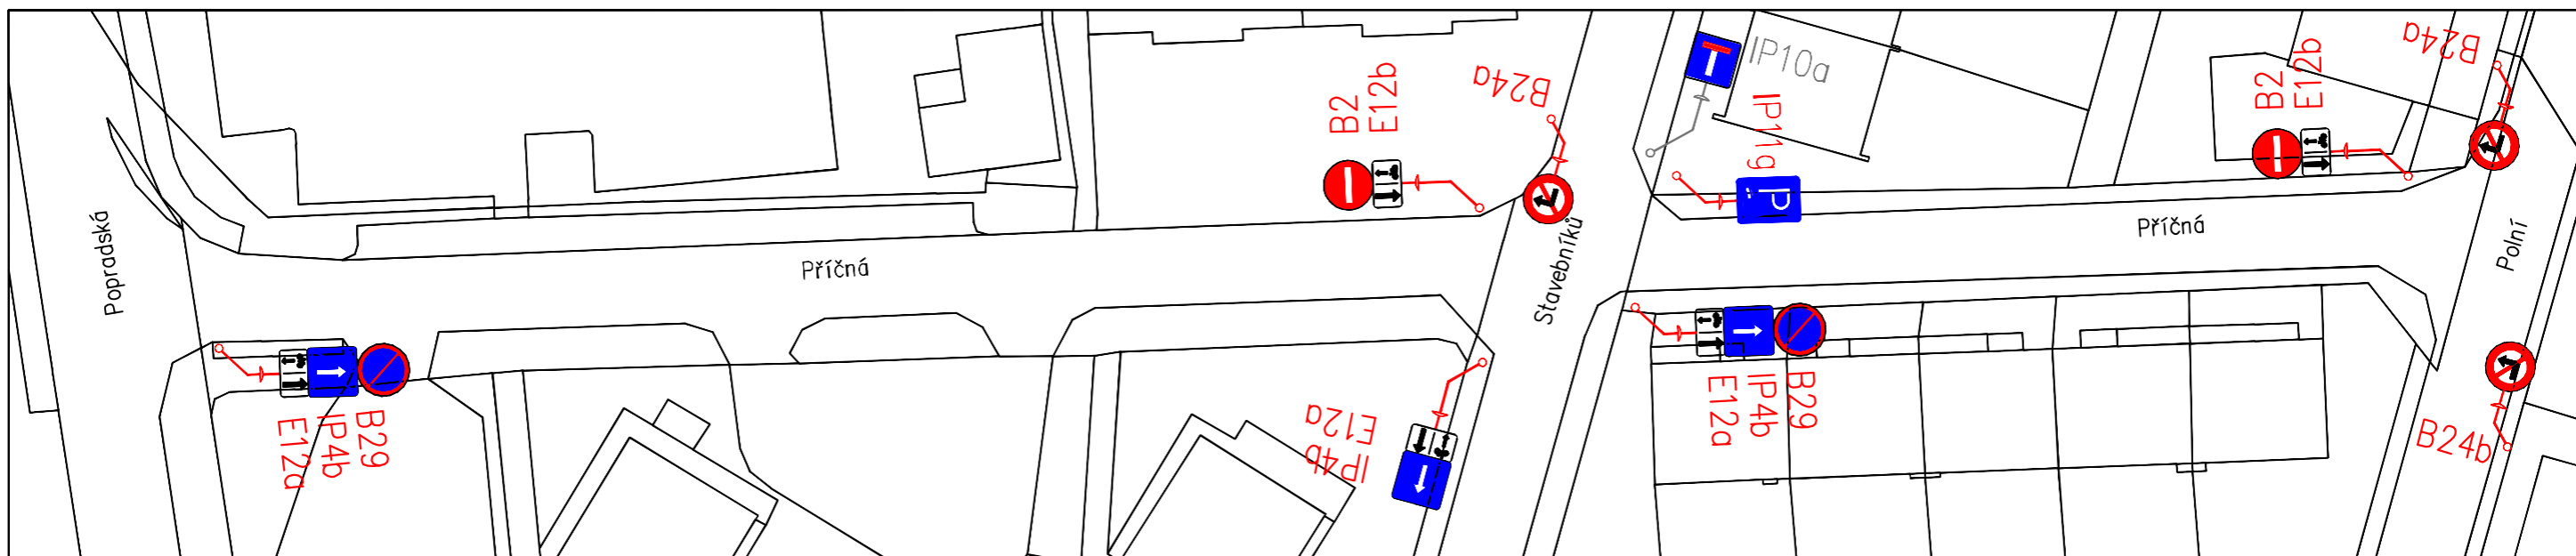 Popradská
E12a
IP4b
B29
Příčná
B2
E12b
B24a
E12a
IP4b
Stavebníků
IP10a
IP11g
P
E12a
IP4b
B29
Příčná
B2
E12b
B24a
Polní
B24b